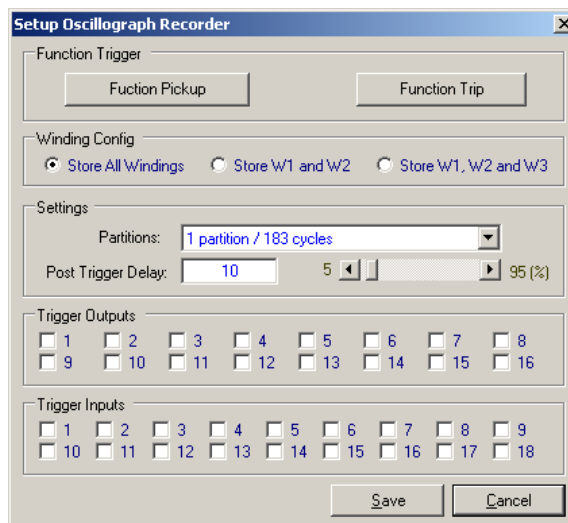 Setup Oscillograph Recorder
Function Trigger
Fuction Pickup Function Trip
Winding Config
Store All Windings Store W1 and W2 Store W1, W2 and W3
Settings
Partitions: 1 partition / 183 cycles
Post Trigger Delay: 10 5 95 (%)
Trigger Outputs
1 2 3 4 5 6 7 8
9 10 11 12 13 14 15 16
Trigger Inputs
1 2 3 4 5 6 7 8 9
10 11 12 13 14 15 16 17 18
Save Cancel